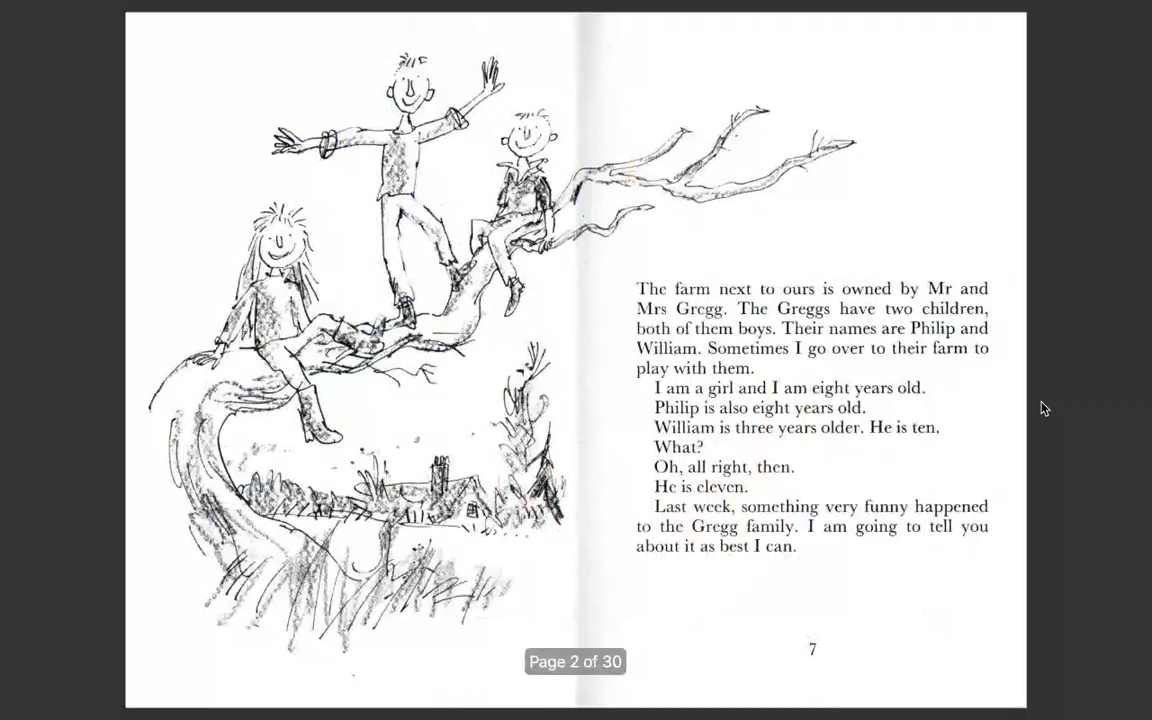 The farm next to ours is owned by Mr and
Mrs Gregg. The Greggs have two children,
both of them boys. Their names are Philip and
William. Sometimes I go over to their farm to
play with them.
I am a girl and I am eight years old.
Philip is also eight years old.
William is three years older. He is ten.
What?
Oh, all right, then.
He is eleven.
Last week, something very funny happened
to the Gregg family. I am going to tell you
about it as best I can.
7
Page 2 of 30